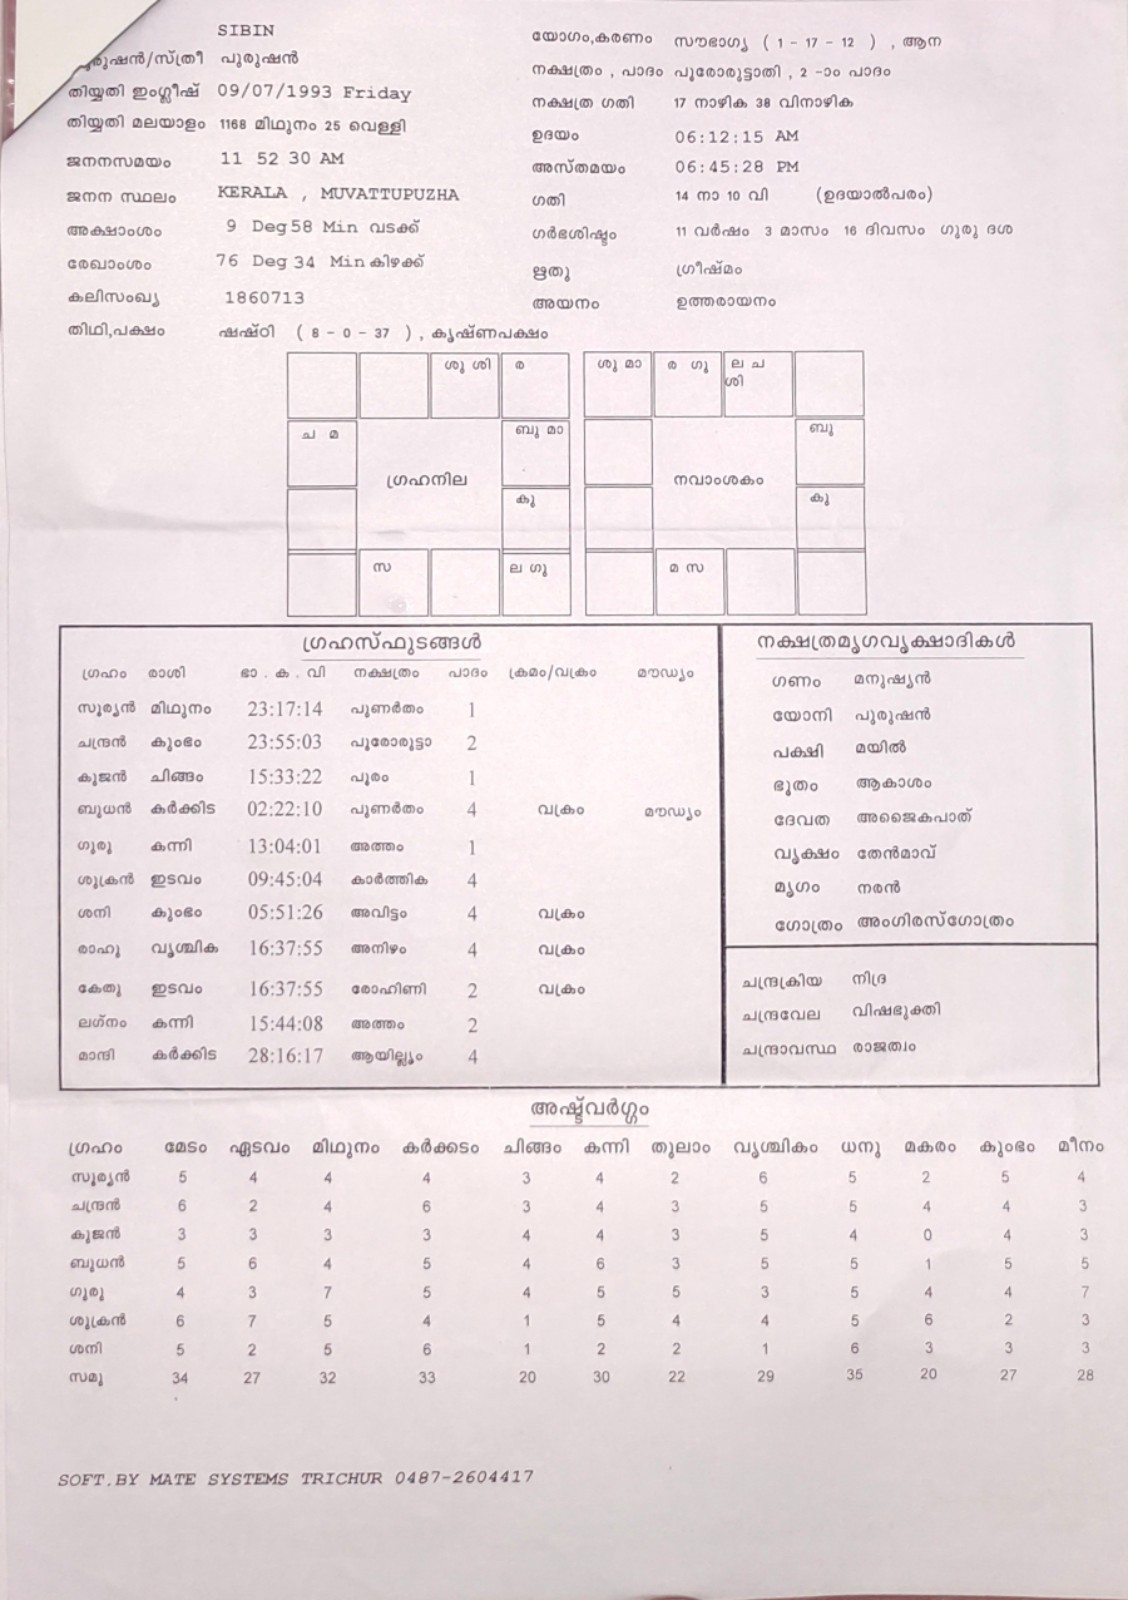 SIBIN
പുരുഷൻ/സ്ത്രീ പുരുഷൻ
തിയ്യതി ഇംഗ്ലീഷ് 09/07/1993 Friday
തിയ്യതി മലയാളം 1168 മിഥുനം 25 വെള്ളി
ജനനസമയം 11 52 30 AM
ജനന സ്ഥലം KERALA , MUVATTUPUZHA
അക്ഷാംശം 9 Deg 58 Min വടക്ക്
രേഖാംശം 76 Deg 34 Min കിഴക്ക്
കലിസംഖ്യ 1860713
തിഥി,പക്ഷം ഷഷ്ഠി ( 8 - 0 - 37 ) , കൃഷ്ണപക്ഷം
യോഗം,കരണം സൗഭാഗ്യ ( 1 - 17 - 12 ) , ആന
നക്ഷത്രം , പാദം പൂരോരുട്ടാതി , 2 -ാം പാദം
നക്ഷത്ര ഗതി 17 നാഴിക 38 വിനാഴിക
ഉദയം 06:12:15 AM
അസ്തമയം 06:45:28 PM
ഗതി 14 നാ 10 വി (ഉദയാൽപരം)
ഗർഭശിഷ്ടം 11 വർഷം 3 മാസം 16 ദിവസം ഗുരു ദശ
ഋതു ഗ്രീഷ്മം
അയനം ഉത്തരായനം
ശു ശി ര
ച മ ബു മാ
ഗ്രഹനില
കു
സ ല ഗു
ശു മാ ര ഗു ല ച
ശി
ബു
നവാംശകം
കു
മ സ
ഗ്രഹസ്ഫുടങ്ങൾ
ഗ്രഹം രാശി ഭാ . ക . വി നക്ഷത്രം പാദം ക്രമം/വക്രം മൗഢ്യം
സൂര്യൻ മിഥുനം 23:17:14 പുണർതം 1
ചന്ദ്രൻ കുംഭം 23:55:03 പൂരോരുട്ടാ 2
കുജൻ ചിങ്ങം 15:33:22 പൂരം 1
ബുധൻ കർക്കിട 02:22:10 പുണർതം 4 വക്രം മൗഢ്യം
ഗുരു കന്നി 13:04:01 അത്തം 1
ശുക്രൻ ഇടവം 09:45:04 കാർത്തിക 4
ശനി കുംഭം 05:51:26 അവിട്ടം 4 വക്രം
രാഹു വൃശ്ചിക 16:37:55 അനിഴം 4 വക്രം
കേതു ഇടവം 16:37:55 രോഹിണി 2 വക്രം
ലഗ്നം കന്നി 15:44:08 അത്തം 2
മാന്ദി കർക്കിട 28:16:17 ആയില്ല്യം 4
നക്ഷത്രമൃഗവൃക്ഷാദികൾ
ഗണം മനുഷ്യൻ
യോനി പുരുഷൻ
പക്ഷി മയിൽ
ഭൂതം ആകാശം
ദേവത അജൈകപാത്
വൃക്ഷം തേൻമാവ്
മൃഗം നരൻ
ഗോത്രം അംഗിരസ്ഗോത്രം
ചന്ദ്രക്രിയ നിദ്ര
ചന്ദ്രവേല വിഷഭുക്തി
ചന്ദ്രാവസ്ഥ രാജത്വം
അഷ്ട്വർഗ്ഗം
ഗ്രഹം മേടം ഏടവം മിഥുനം കർക്കടം ചിങ്ങം കന്നി തുലാം വൃശ്ചികം ധനു മകരം കുംഭം മീനം
സൂര്യൻ 5 4 4 4 3 4 2 6 5 2 5 4
ചന്ദ്രൻ 6 2 4 6 3 4 3 5 5 4 4 3
കുജൻ 3 3 3 3 4 4 3 5 4 0 4 3
ബുധൻ 5 6 4 5 4 6 3 5 5 1 5 5
ഗുരു 4 3 7 5 4 5 5 3 5 4 4 7
ശുക്രൻ 6 7 5 4 1 5 4 4 5 6 2 3
ശനി 5 2 5 6 1 2 2 1 6 3 3 3
സമൂ 34 27 32 33 20 30 22 29 35 20 27 28
SOFT.BY MATE SYSTEMS TRICHUR 0487-2604417